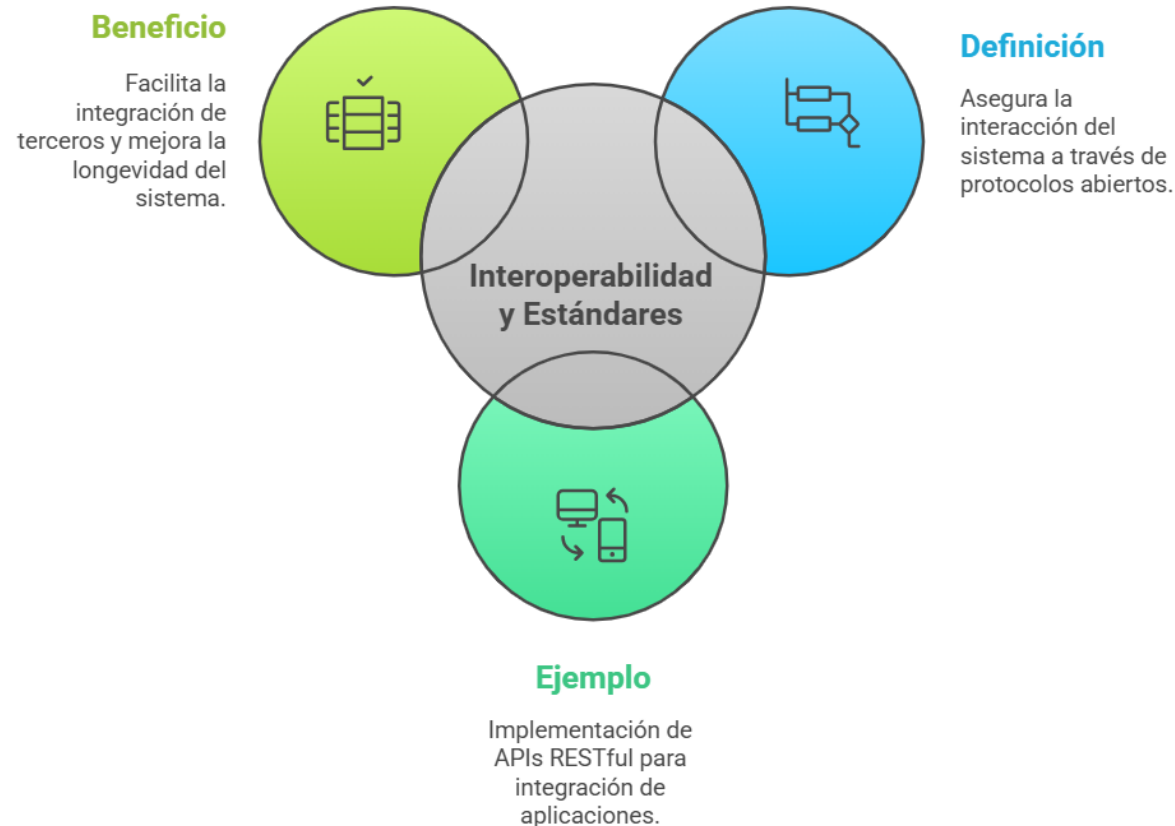 Beneficio
Facilita la
integración de
terceros y mejora la
longevidad del
sistema.
Definición
Asegura la
interacción del
sistema a través de
protocolos abiertos.
Interoperabilidad
y Estándares
Ejemplo
Implementación de
APIs RESTful para
integración de
aplicaciones.